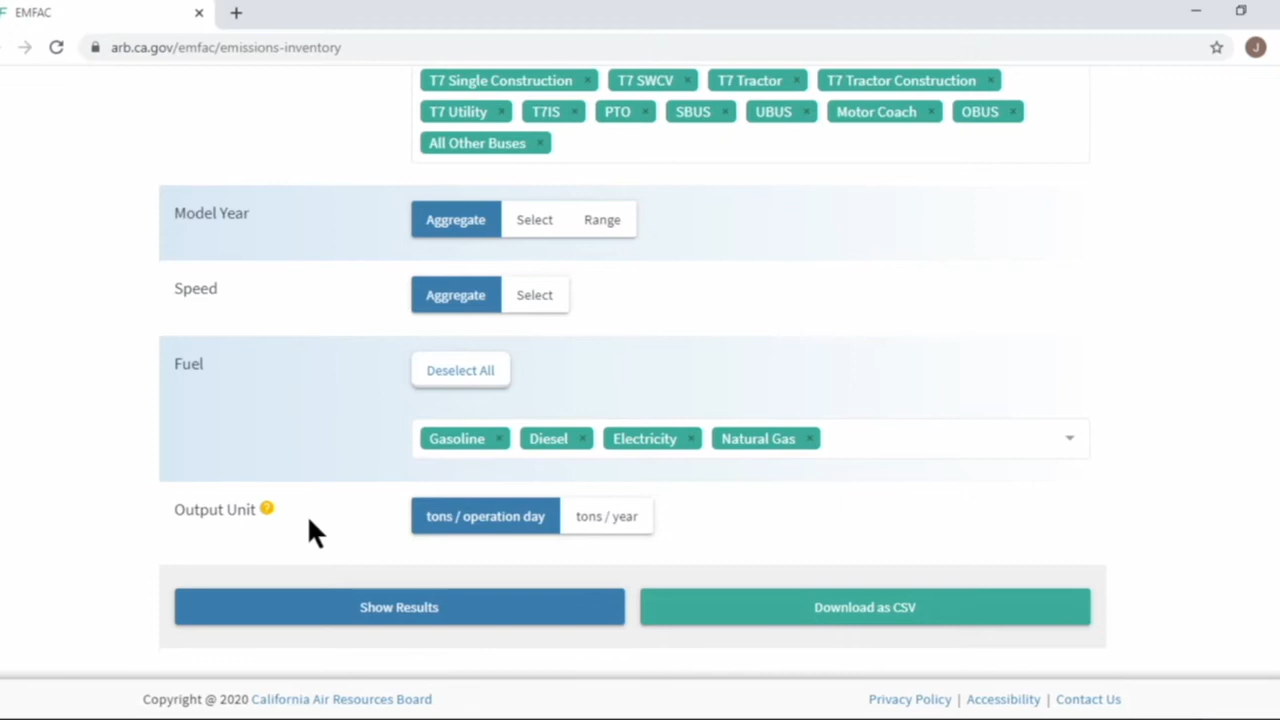 EMFAC
arb.ca.gov/emfac/emissions-inventory
J
T7 Single Construction × T7 SWCV × T7 Tractor × T7 Tractor Construction ×
T7 Utility × T7IS × PTO × SBUS × UBUS × Motor Coach × OBUS ×
All Other Buses ×
Model Year Aggregate Select Range
Speed Aggregate Select
Fuel Deselect All
Gasoline × Diesel × Electricity × Natural Gas ×
Output Unit ? tons / operation day tons / year
Show Results Download as CSV
Copyright @ 2020 California Air Resources Board Privacy Policy | Accessibility | Contact Us